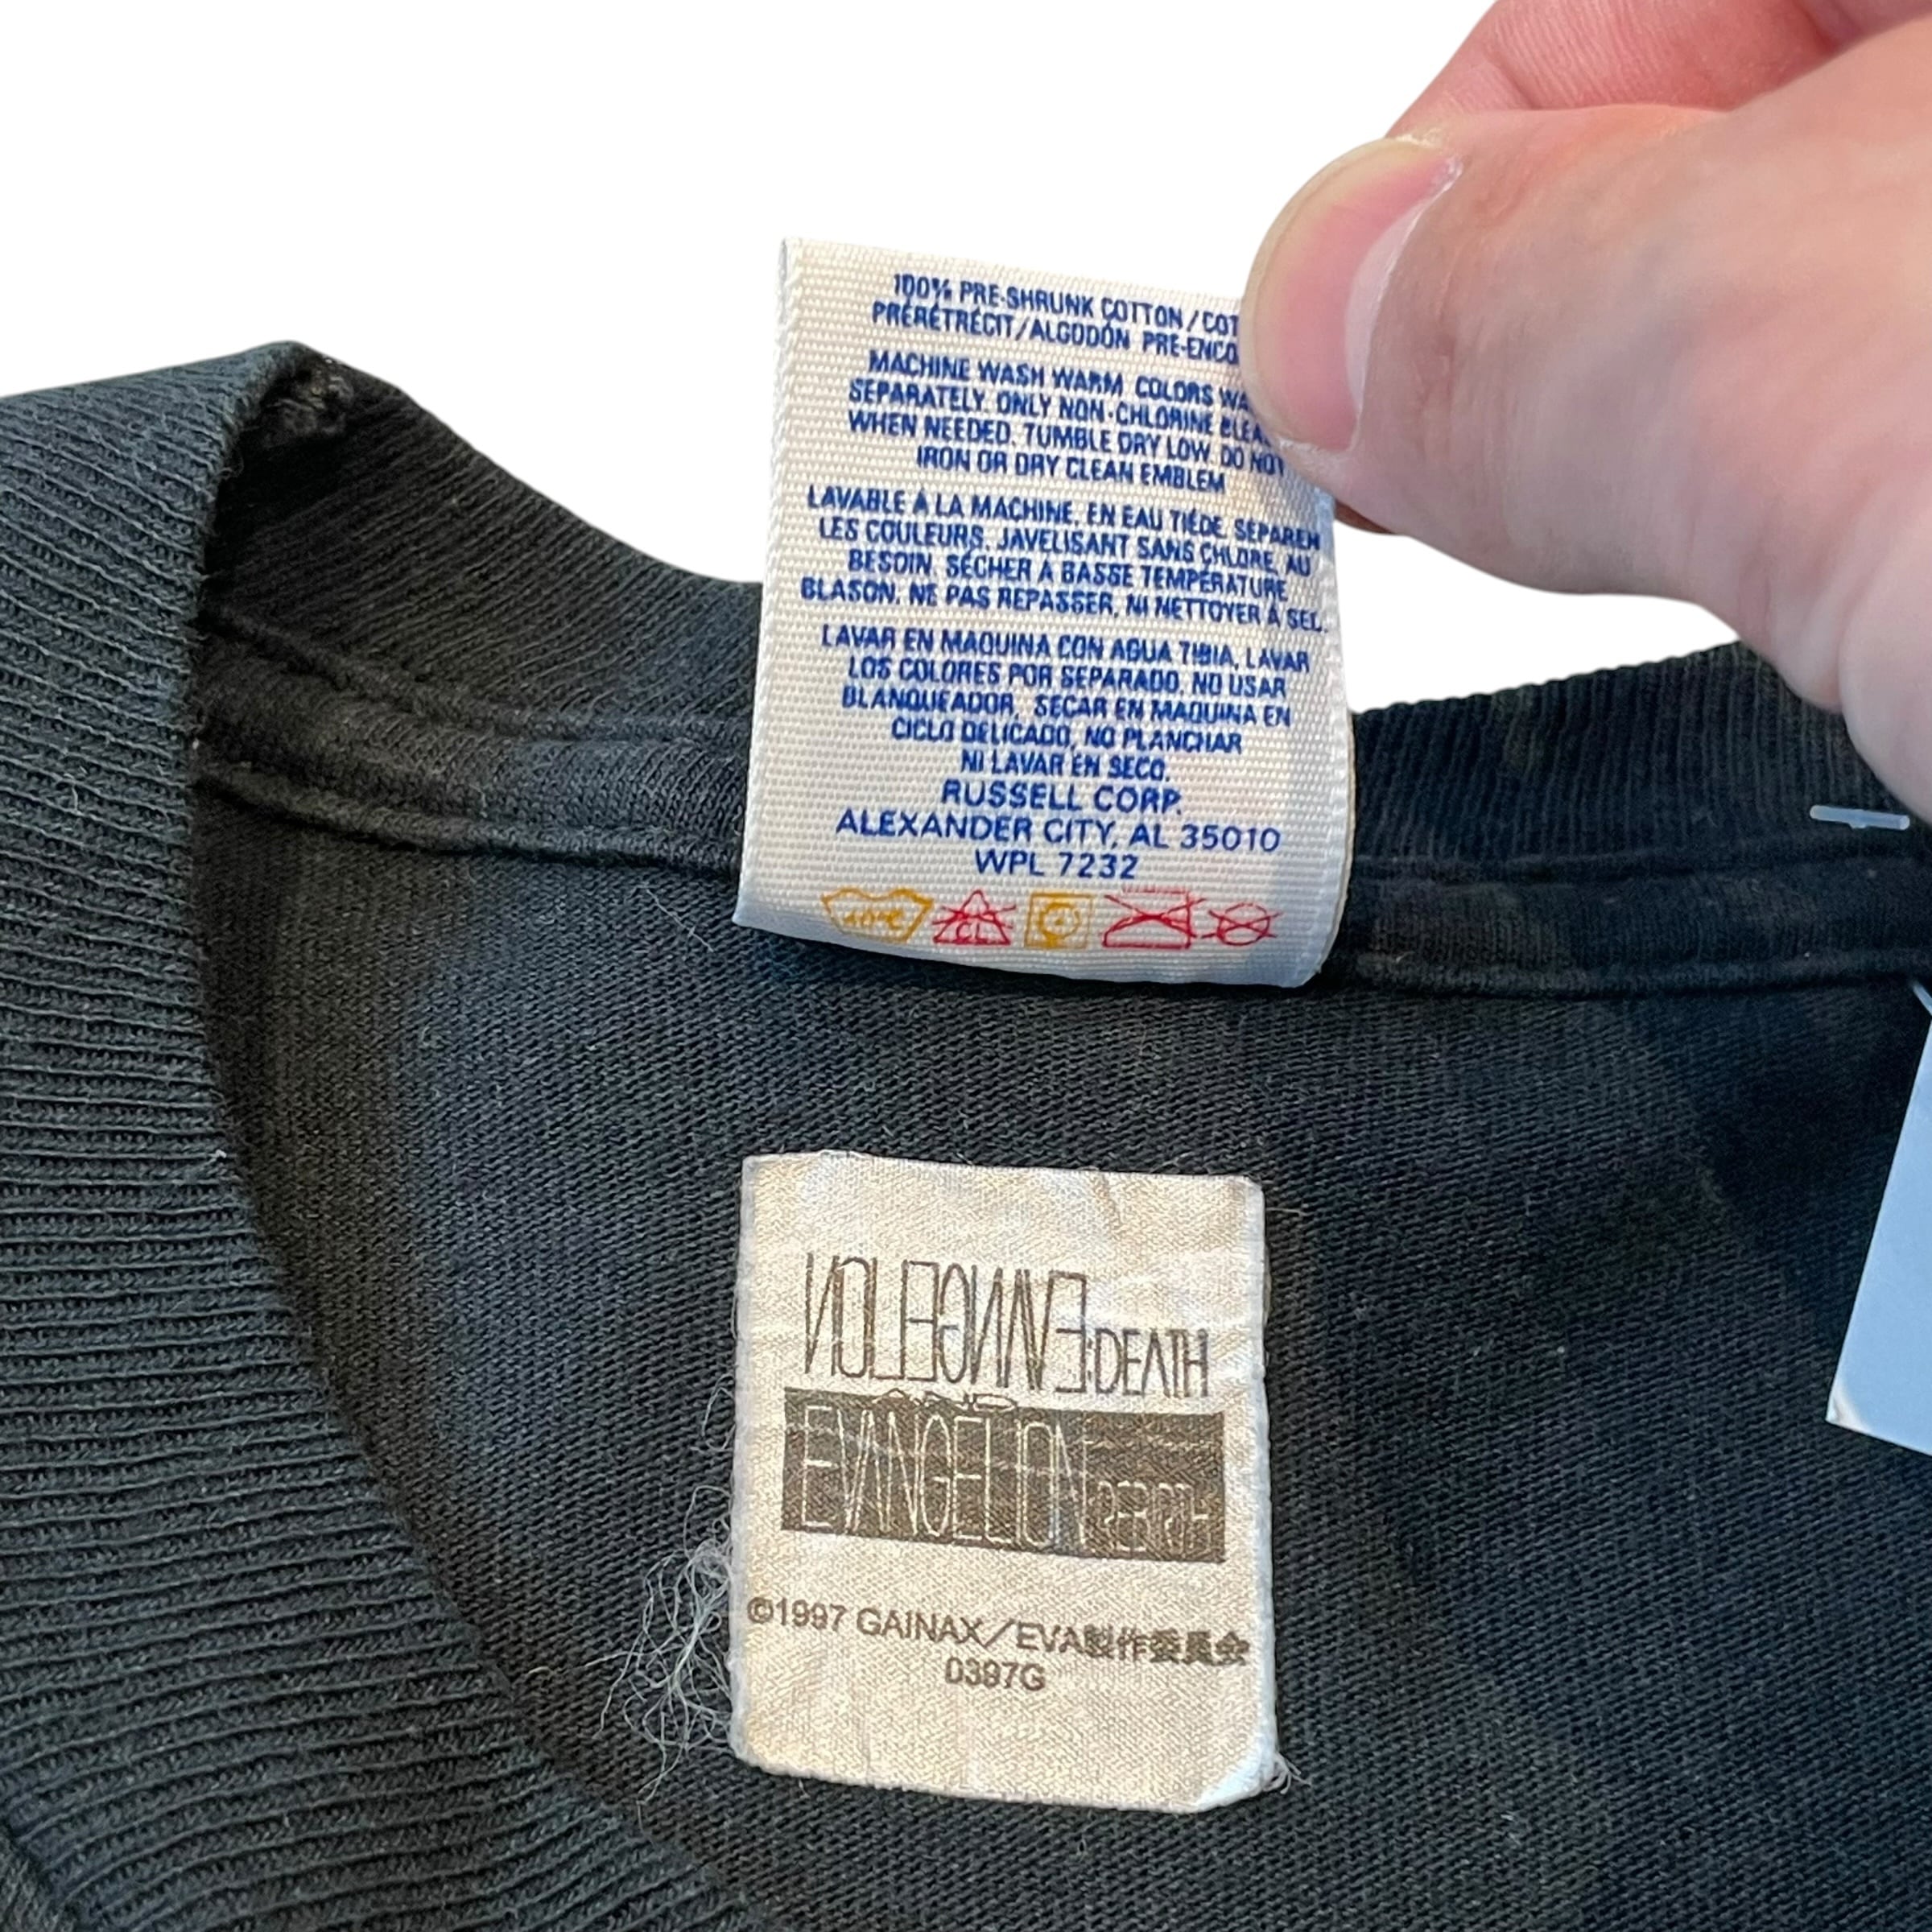 100% PRE-SHRUNK COTTON/COT
PRÉRÉTRÉCIT/ALGODÓN PRE-ENCO
MACHINE WASH WARM. COLORS WA
SEPARATELY. ONLY NON-CHLORINE BLEA
WHEN NEEDED. TUMBLE DRY LOW. DO NOT
IRON OR DRY CLEAN EMBLEM
LAVABLE À LA MACHINE, EN EAU TIÉDE, SEPAREM
LES COULEURS. JAVELISANT SANS CHLORE, AU
BESOIN. SÉCHER A BASSE TEMPÉRATURE
BLASON. NE PAS REPASSER, NI NETTOYER À SEC.
LAVAR EN MAQUINA CON AGUA TIBIA, LAVAR
LOS COLORES POR SEPARADO. NO USAR
BLANQUEADOR, SECAR EN MAQUINA EN
CICLO DELICADO, NO PLANCHAR
NI LAVAR EN SECO.
RUSSELL CORP.
ALEXANDER CITY, AL 35010
WPL 7232
40°C CL
EVANGELION:DEATH
AND
EVANGELION REBIRTH
©1997 GAINAX/EVA製作委員会
0397G